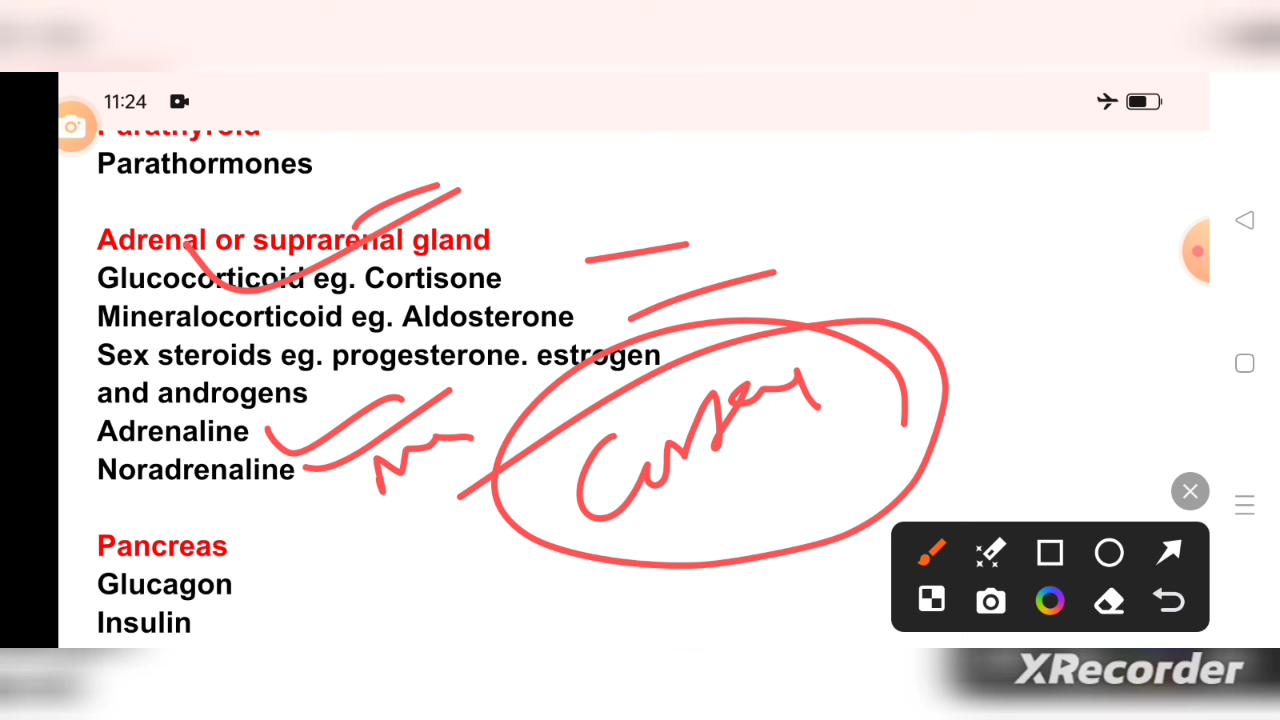 11:24
Parathyroid
Parathormones
Adrenal or suprarenal gland
Glucocorticoid eg. Cortisone
Mineralocorticoid eg. Aldosterone
Sex steroids eg. progesterone. estrogen
and androgens
Adrenaline
Noradrenaline
Pancreas
Glucagon
Insulin
XRecorder